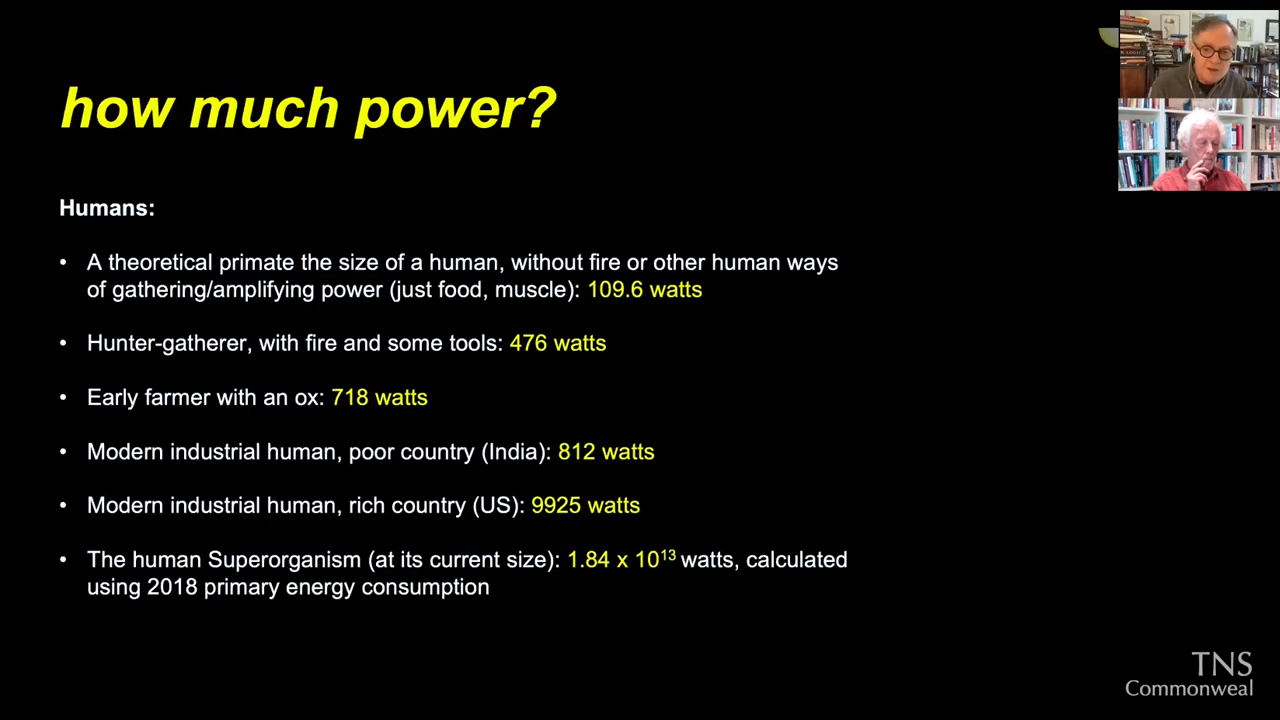 how much power?
Humans:
• A theoretical primate the size of a human, without fire or other human ways
of gathering/amplifying power (just food, muscle): 109.6 watts
• Hunter-gatherer, with fire and some tools: 476 watts
• Early farmer with an ox: 718 watts
• Modern industrial human, poor country (India): 812 watts
• Modern industrial human, rich country (US): 9925 watts
• The human Superorganism (at its current size): 1.84 x 10¹³ watts, calculated
using 2018 primary energy consumption
TNS
Commonweal